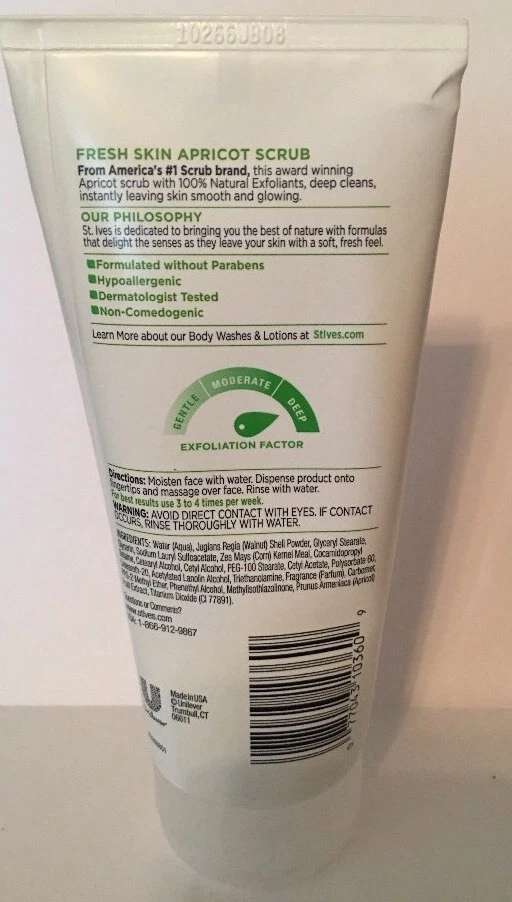 10266JB08
FRESH SKIN APRICOT SCRUB
From America's #1 Scrub brand, this award winning
Apricot scrub with 100% Natural Exfoliants, deep cleans,
instantly leaving skin smooth and glowing.
OUR PHILOSOPHY
St. Ives is dedicated to bringing you the best of nature with formulas
that delight the senses as they leave your skin with a soft, fresh feel.
Formulated without Parabens
Hypoallergenic
Dermatologist Tested
Non-Comedogenic
Learn More about our Body Washes & Lotions at StIves.com
GENTLE MODERATE DEEP
EXFOLIATION FACTOR
Directions: Moisten face with water. Dispense product onto
fingertips and massage over face. Rinse with water.
For best results use 3 to 4 times per week.
WARNING: AVOID DIRECT CONTACT WITH EYES. IF CONTACT
OCCURS, RINSE THOROUGHLY WITH WATER.
INGREDIENTS: Water (Aqua), Juglans Regia (Walnut) Shell Powder, Glyceryl Stearate,
Sodium Lauryl Sulfoacetate, Zea Mays (Corn) Kernel Meal, Cocamidopropyl
Cetearyl Alcohol, Cetyl Alcohol, PEG-100 Stearate, Cetyl Acetate, Polysorbate 60,
Acetylated Lanolin Alcohol, Triethanolamine, Fragrance (Parfum), Carbomer,
Methyl Ether, Phenethyl Alcohol, Methylisothiazolinone, Prunus Armeniaca (Apricot)
Extract, Titanium Dioxide (CI 77891).
or Comments?
www.stives.com
1-866-912-9867
Made in USA
© Unilever
Trumbull, CT
06611
0 77043 10360 9